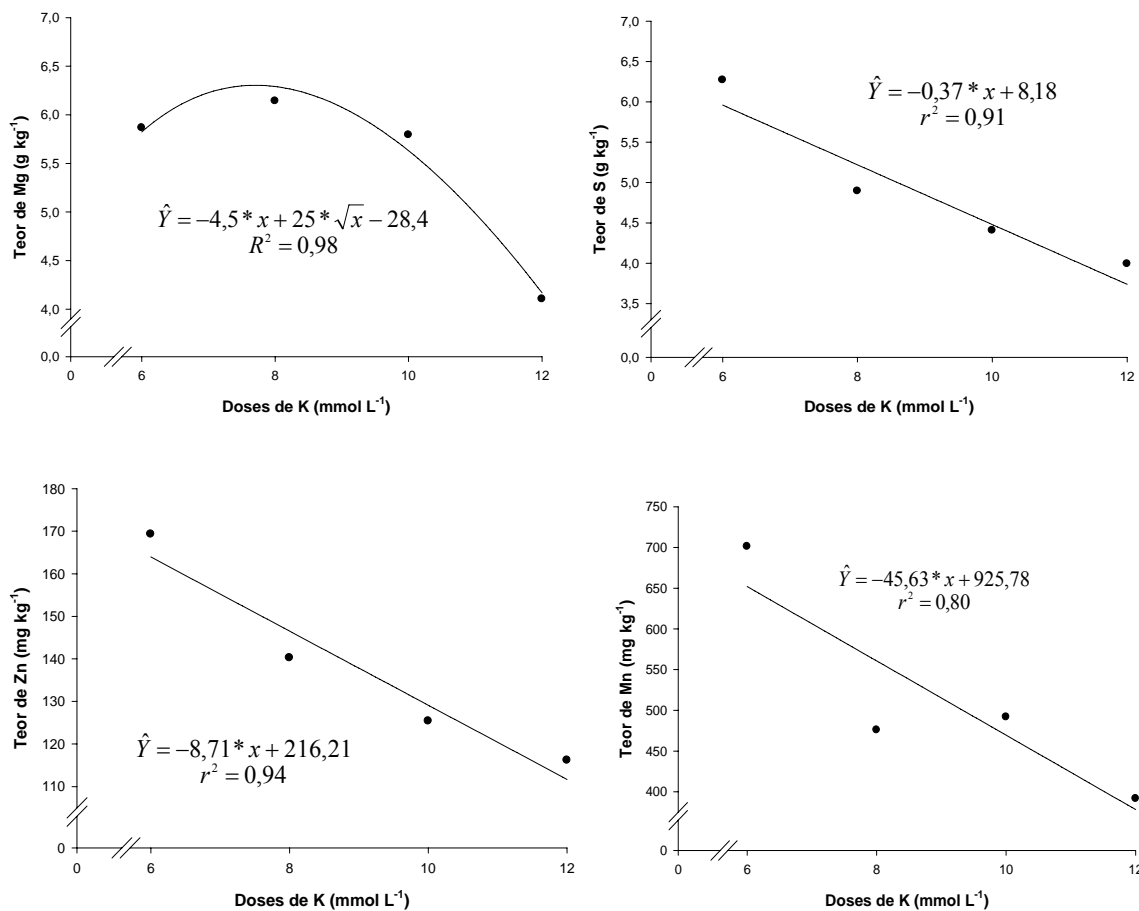 7,0
6,5
6,0
5,5
5,0
4,5
4,0
0,0
Teor de Mg (g kg⁻¹)
Ŷ = −4,5 * x + 25 * √x − 28,4
R² = 0,98
0 6 8 10 12
Doses de K (mmol L⁻¹)
7,0
6,5
6,0
5,5
5,0
4,5
4,0
3,5
0,0
Teor de S (g kg⁻¹)
Ŷ = −0,37 * x + 8,18
r² = 0,91
0 6 8 10 12
Doses de K (mmol L⁻¹)
180
170
160
150
140
130
120
110
0
Teor de Zn (mg kg⁻¹)
Ŷ = −8,71* x + 216,21
r² = 0,94
0 6 8 10 12
Doses de K (mmol L⁻¹)
750
700
650
600
550
500
450
400
0
Teor de Mn (mg kg⁻¹)
Ŷ = −45,63 * x + 925,78
r² = 0,80
0 6 8 10 12
Doses de K (mmol L⁻¹)